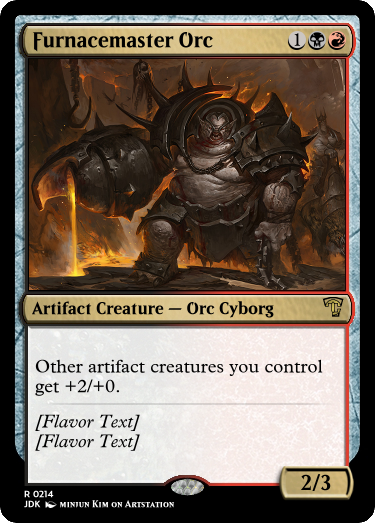 Furnacemaster Orc 1
Artifact Creature — Orc Cyborg
Other artifact creatures you control
get +2/+0.
[Flavor Text]
[Flavor Text]
2/3
R 0214
JDK MINJUN KIM ON ARTSTATION